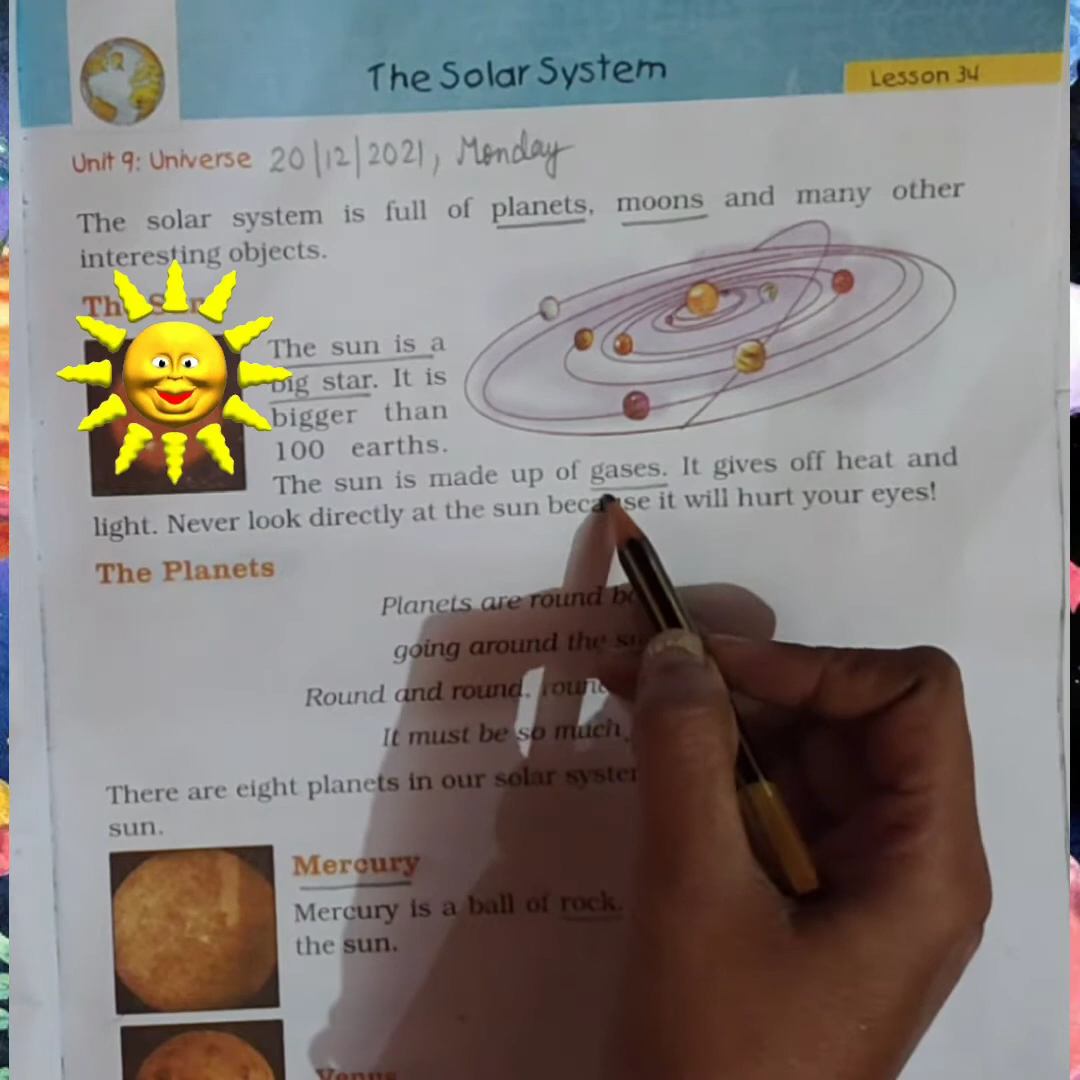 The Solar System
Lesson 34
Unit 9: Universe 20/12/2021, Monday
The solar system is full of planets, moons and many other
interesting objects.
The sun is a
big star. It is
bigger than
100 earths.
The sun is made up of gases. It gives off heat and
light. Never look directly at the sun because it will hurt your eyes!
The Planets
Planets are round
going around the
Round and round,
It must be so much
There are eight planets in our solar
sun.
Mercury
Mercury is a ball of rock.
the sun.
Venus